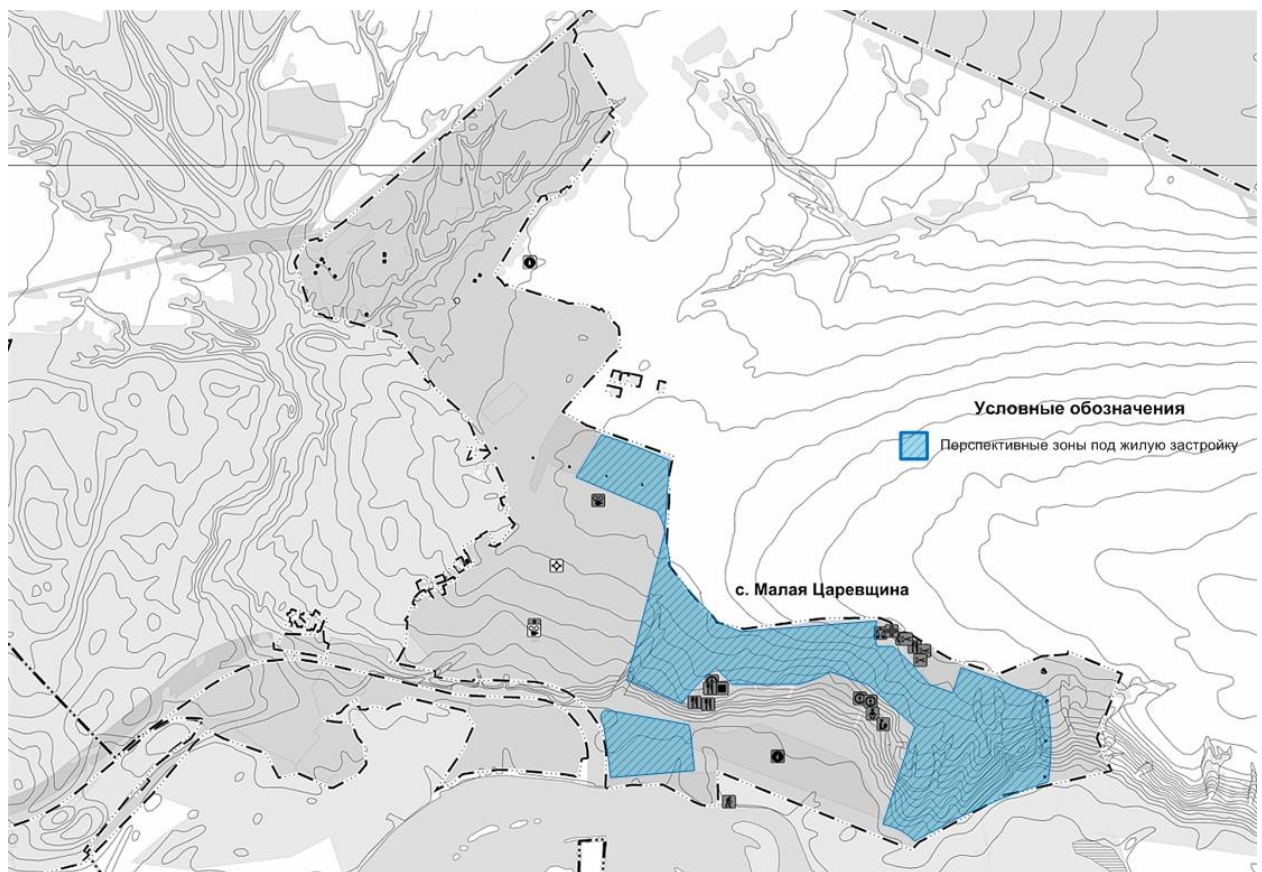 Условные обозначения
Перспективные зоны под жилую застройку
с. Малая Царевщина